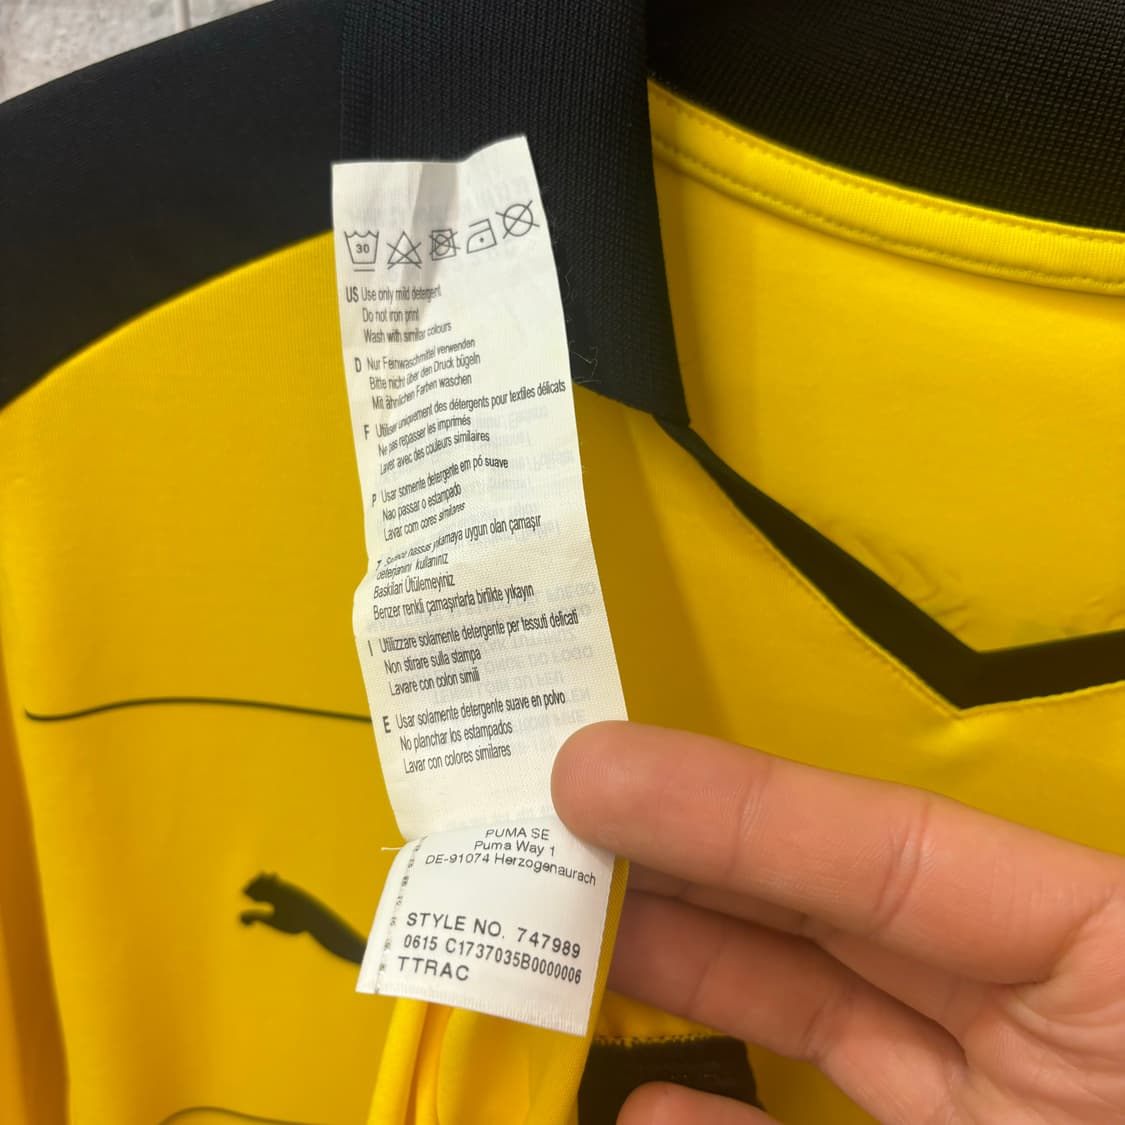 30
US Use only mild detergent
Do not iron print
Wash with similar colours
D Nur Feinwaschmittel verwenden
Bitte nicht über den Druck bügeln
Mit ähnlichen Farben waschen
F Utiliser uniquement des détergents pour textiles délicats
Ne pas repasser les imprimés
Laver avec des couleurs similaires
P Usar somente detergente em pó suave
Nao passar o estampado
Lavar com cores similares
hassas yıkamaya uygun olan çamaşır
deterjanını kullanınız
Baskilari Ütülemeyiniz
Benzer renkli çamaşırlarla birlikte yıkayın
I Utilizzare solamente detergente per tessuti delicati
Non stirare sulla stampa
Lavare con colori simili
E Usar solamente detergente suave en polvo
No planchar los estampados
Lavar con colores similares
PUMA SE
Puma Way 1
DE-91074 Herzogenaurach
STYLE NO. 747989
0615 C1737035B0000006
TTRAC